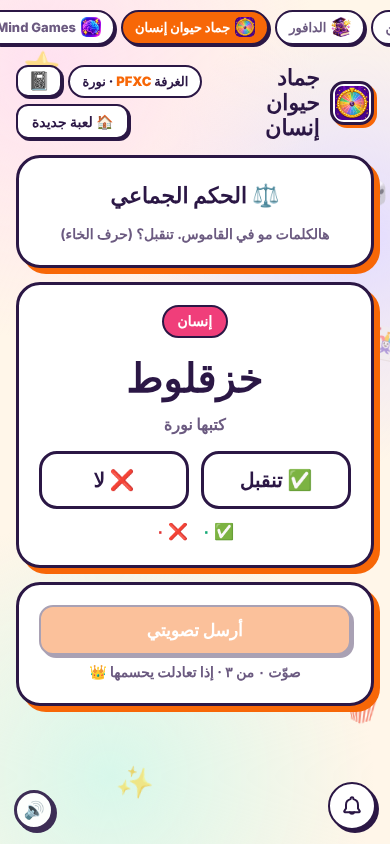 Mind Games
جماد حيوان إنسان
الدافور
جماد
حيوان
إنسان
الغرفة PFXC · نورة
🏠 لعبة جديدة
⚖️ الحكم الجماعي
هالكلمات مو في القاموس. تنقبل؟ (حرف الخاء)
إنسان
خزقلوط
كتبها نورة
✅ تنقبل
❌ لا
✅ ٠ ❌ ٠
أرسل تصويتي
صوّت ٠ من ٣ · إذا تعادلت يحسمها 👑